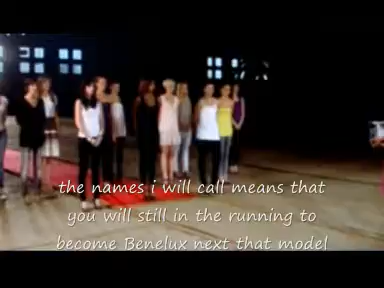 the names i will call means that
you will still in the running to
become Benelux next that model